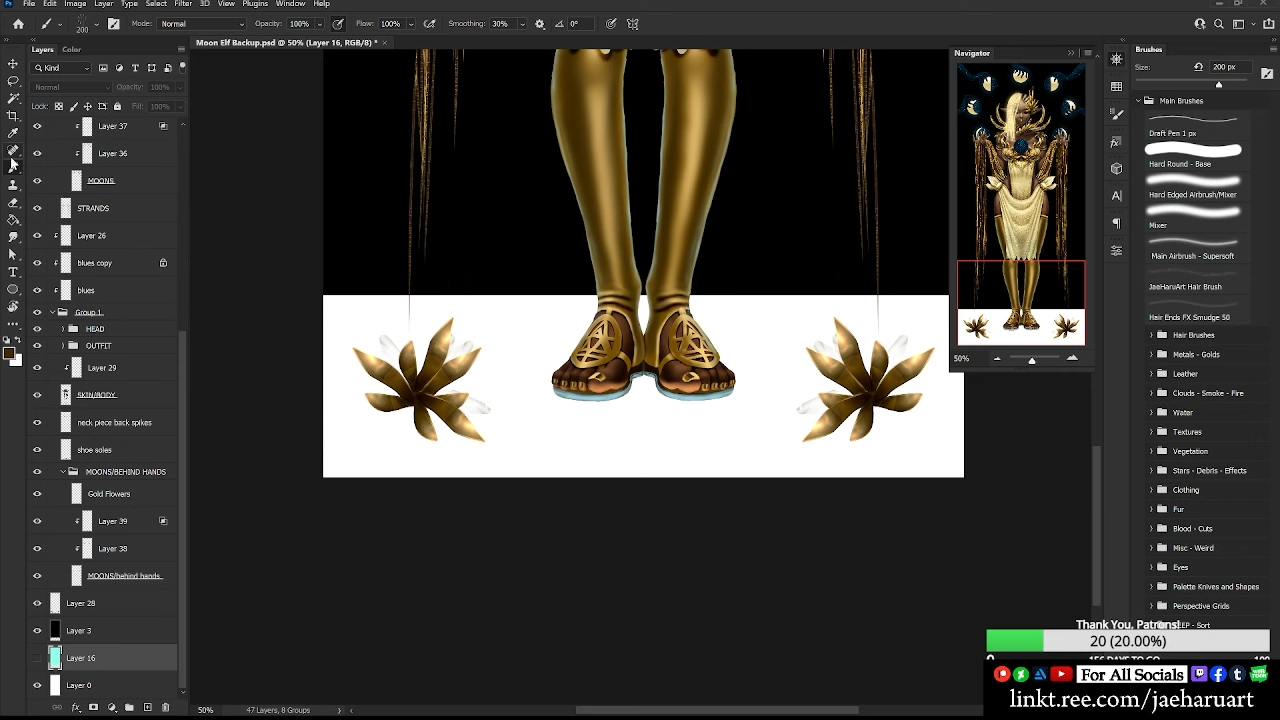 File Edit Image Layer Type Select Filter 3D View Plugins Window Help
200 Mode: Normal Opacity: 100% Flow: 100% Smoothing: 30% 0°
Layers Color
Moon Elf Backup.psd @ 50% (Layer 16, RGB/8) *
Kind
Normal Opacity: 100%
Lock: Fill: 100%
Layer 37
Layer 36
MOONS
STRANDS
Layer 26
blues copy
blues
Group 1
HEAD
OUTFIT
Layer 29
SKIN/BODY
shoe soles
MOONS/BEHIND HANDS
Gold Flowers
Layer 39
Layer 38
MOONS/behind hands
Layer 28
Layer 3
Layer 16
Layer 0
50% 47 Layers, 8 Groups
Navigator
50%
Brushes
Size: 200 px
Main Brushes
Draft Pen 1 px
Hard Round - Base
Hard Edged Airbrush/Mixer
Mixer
Main Airbrush - Supersoft
JaeHaruArt Hair Brush
Hair Ends FX Smudge 50
Hair Brushes
Metals - Golds
Leather
Clouds - Smoke - Fire
Water
Textures
Vegetation
Stars - Debris - Effects
Clothing
Fur
Blood - Cuts
Misc - Weird
Eyes
Palette Knives and Shapes
Perspective Grids
Thank You, Patrons!
20 (20.00%)
For All Socials
linkt.ree.com/jaeharuart